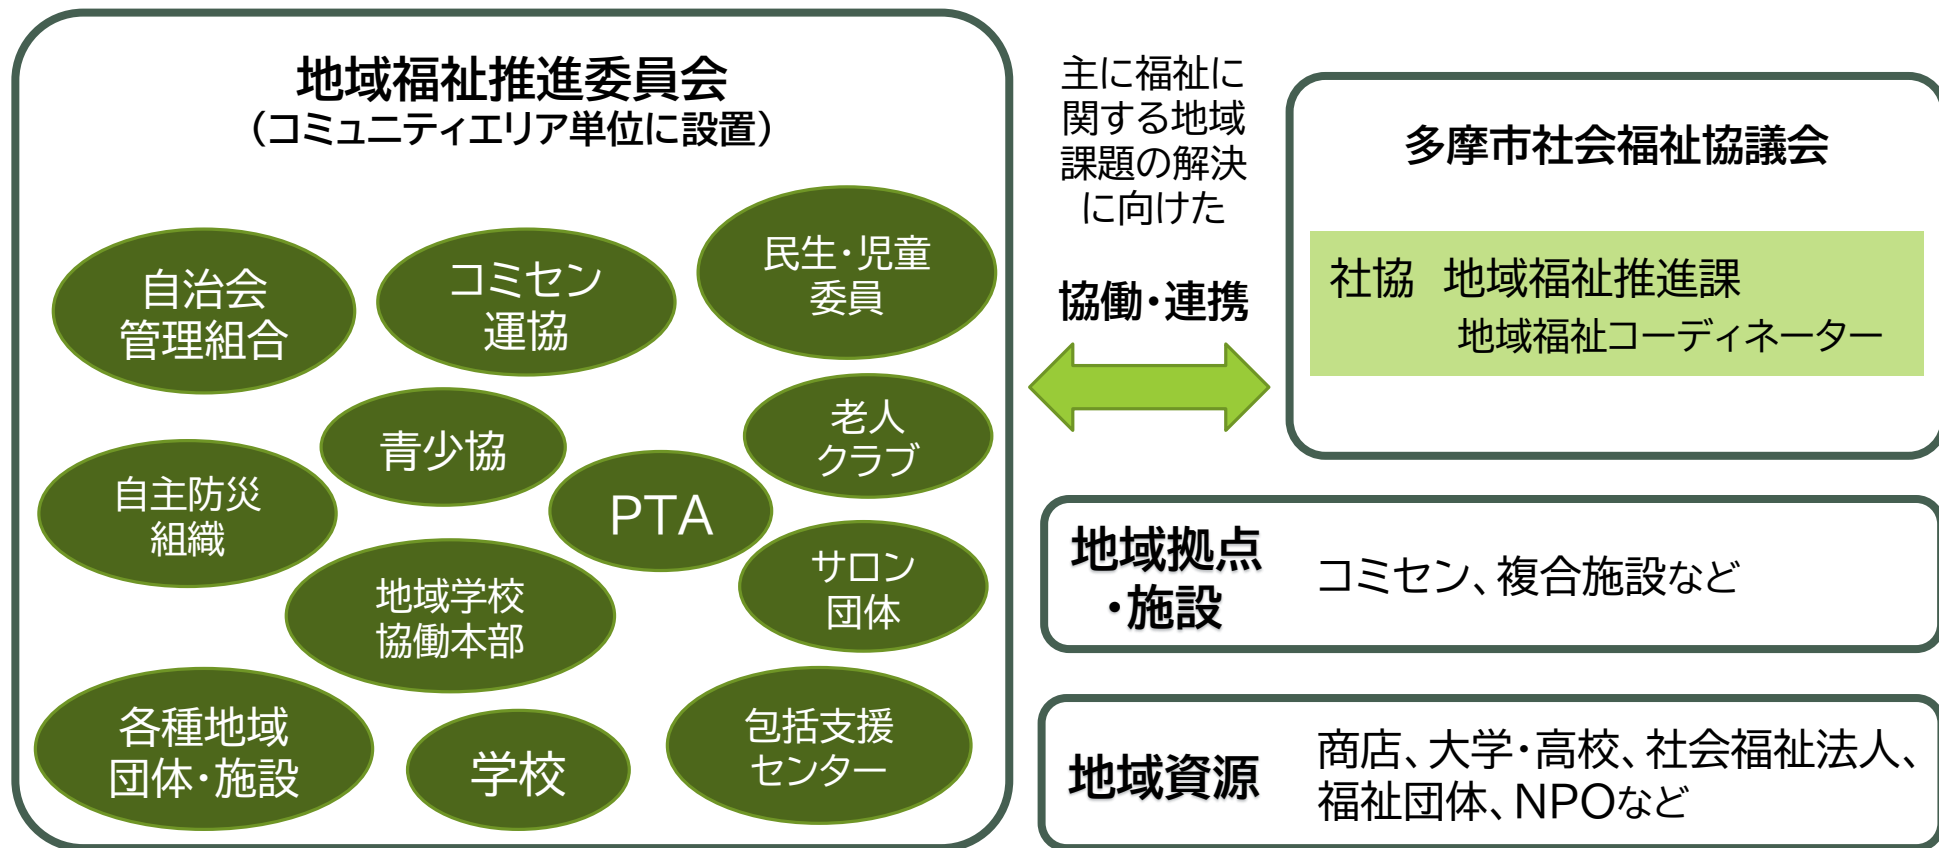 地域福祉推進委員会
（コミュニティエリア単位に設置）
自治会
管理組合
コミセン
運協
民生・児童
委員
青少協
老人
クラブ
自主防災
組織
PTA
サロン
団体
地域学校
協働本部
各種地域
団体・施設
学校
包括支援
センター
主に福祉に
関する地域
課題の解決
に向けた
協働・連携
多摩市社会福祉協議会
社協　地域福祉推進課
地域福祉コーディネーター
地域拠点
・施設
コミセン、複合施設など
地域資源
商店、大学・高校、社会福祉法人、
福祉団体、NPOなど